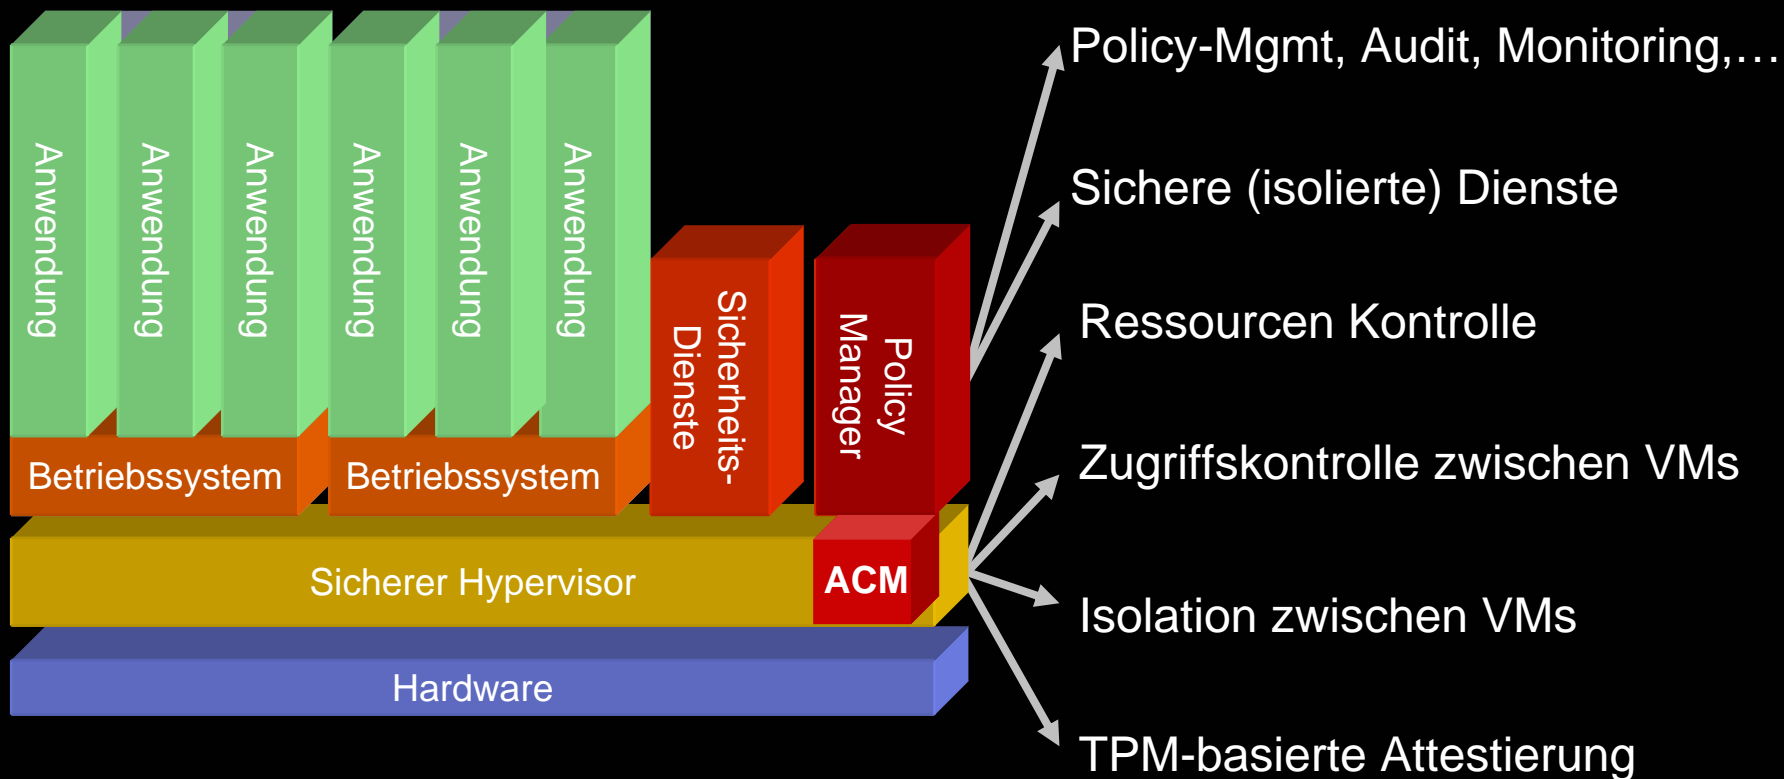 Anwendung
Anwendung
Anwendung
Anwendung
Anwendung
Anwendung
Sicherheits-
Dienste
Policy
Manager
Betriebssystem
Betriebssystem
Sicherer Hypervisor
ACM
Hardware
Policy-Mgmt, Audit, Monitoring,…
Sichere (isolierte) Dienste
Ressourcen Kontrolle
Zugriffskontrolle zwischen VMs
Isolation zwischen VMs
TPM-basierte Attestierung